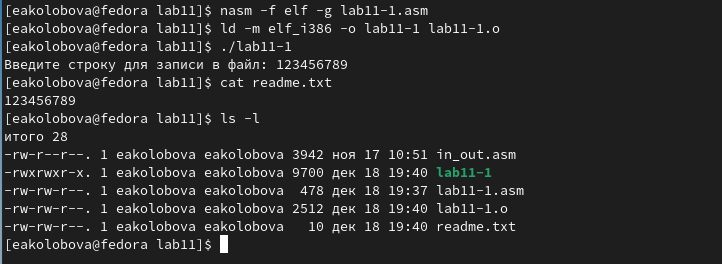 [eakolobova@fedora lab11]$ nasm -f elf -g lab11-1.asm
[eakolobova@fedora lab11]$ ld -m elf_i386 -o lab11-1 lab11-1.o
[eakolobova@fedora lab11]$ ./lab11-1
Введите строку для записи в файл: 123456789
[eakolobova@fedora lab11]$ cat readme.txt
123456789
[eakolobova@fedora lab11]$ ls -l
итого 28
-rw-r--r--. 1 eakolobova eakolobova 3942 ноя 17 10:51 in_out.asm
-rwxrwxr-x. 1 eakolobova eakolobova 9700 дек 18 19:40 lab11-1
-rw-rw-r--. 1 eakolobova eakolobova  478 дек 18 19:37 lab11-1.asm
-rw-rw-r--. 1 eakolobova eakolobova 2512 дек 18 19:40 lab11-1.o
-rw-rw-r--. 1 eakolobova eakolobova   10 дек 18 19:40 readme.txt
[eakolobova@fedora lab11]$